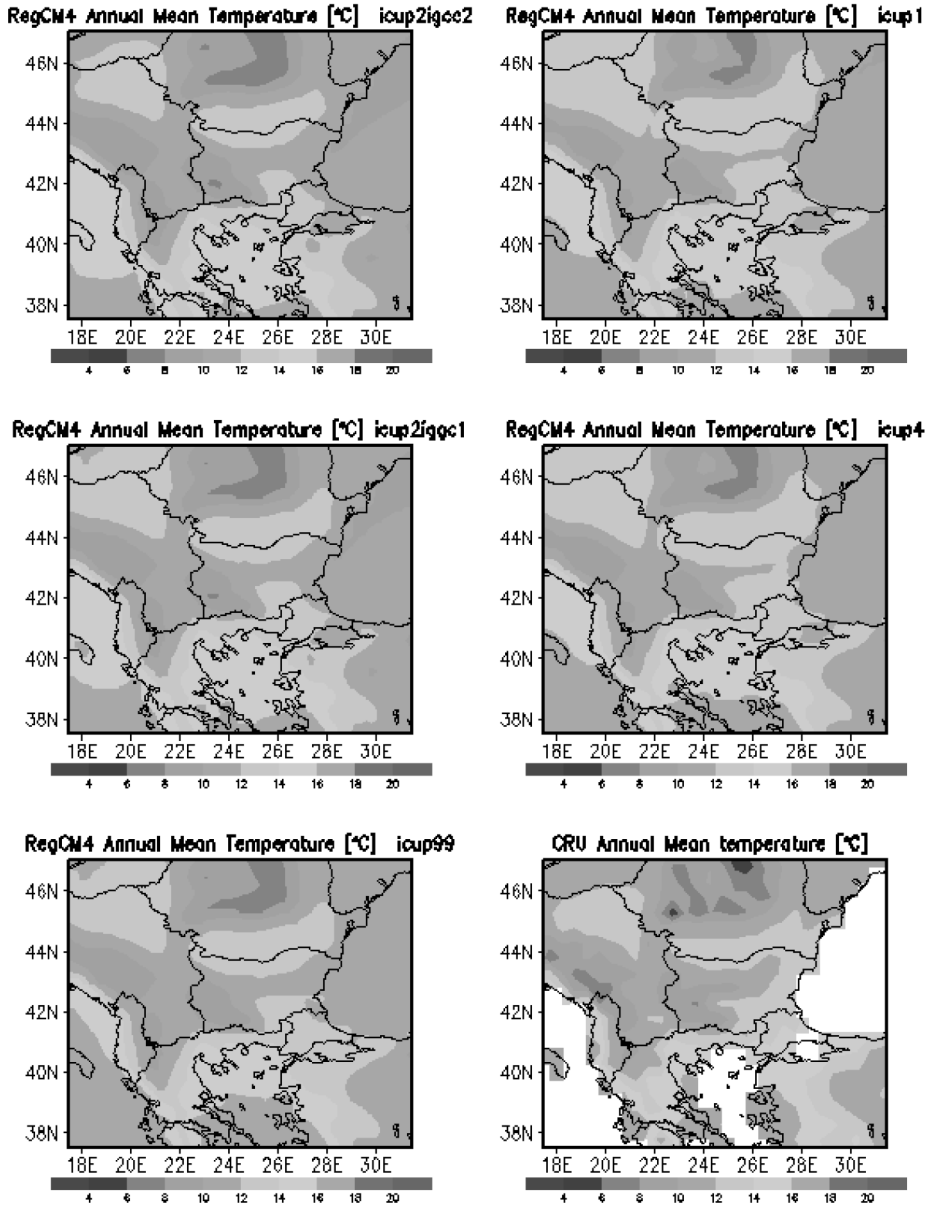 RegCM4 Annual Mean Temperature [°C] icup2igcc2
46N
44N
42N
40N
38N
18E 20E 22E 24E 26E 28E 30E
4 6 8 10 12 14 16 18 20
RegCM4 Annual Mean Temperature [°C] icup1
46N
44N
42N
40N
38N
18E 20E 22E 24E 26E 28E 30E
4 6 8 10 12 14 16 18 20
RegCM4 Annual Mean Temperature [°C] icup2igcc1
46N
44N
42N
40N
38N
18E 20E 22E 24E 26E 28E 30E
4 6 8 10 12 14 16 18 20
RegCM4 Annual Mean Temperature [°C] icup4
46N
44N
42N
40N
38N
18E 20E 22E 24E 26E 28E 30E
4 6 8 10 12 14 16 18 20
RegCM4 Annual Mean Temperature [°C] icup99
46N
44N
42N
40N
38N
18E 20E 22E 24E 26E 28E 30E
4 6 8 10 12 14 16 18 20
CRU Annual Mean temperature [°C]
46N
44N
42N
40N
38N
18E 20E 22E 24E 26E 28E 30E
4 6 8 10 12 14 16 18 20